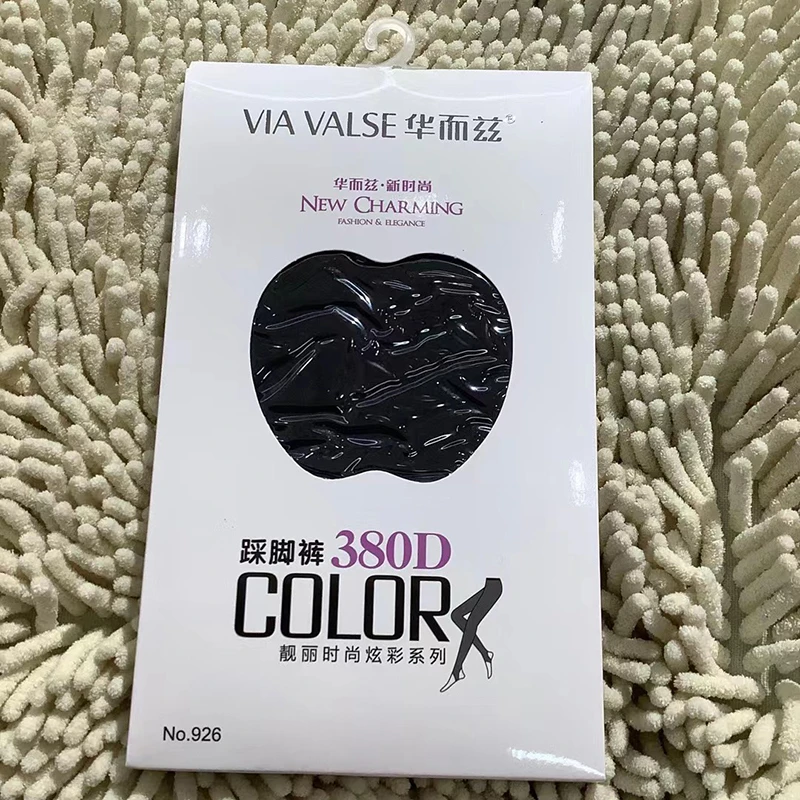 VIA VALSE 华而兹®
华而兹·新时尚
NEW CHARMING
FASHION & ELEGANCE
踩脚裤 380D
COLOR
靓丽时尚炫彩系列
No.926